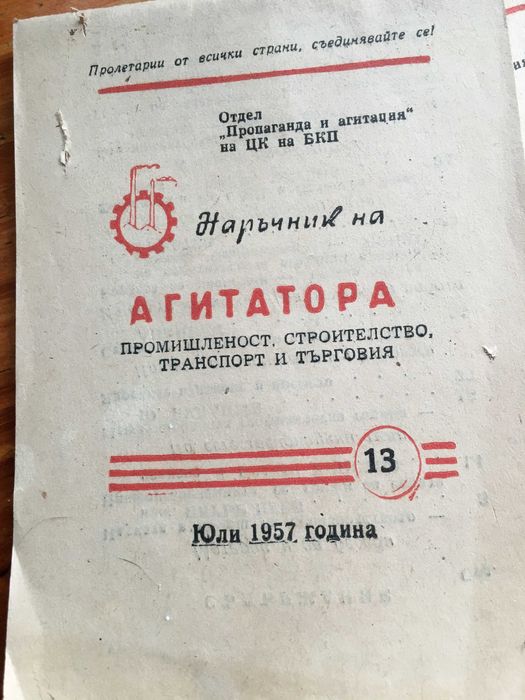 Пролетарии от всички страни, съединявайте се!
Отдел
„Пропаганда и агитация“
на ЦК на БКП
Наръчник на
АГИТАТОРА
ПРОМИШЛЕНОСТ, СТРОИТЕЛСТВО,
ТРАНСПОРТ И ТЪРГОВИЯ
13
Юли 1957 година